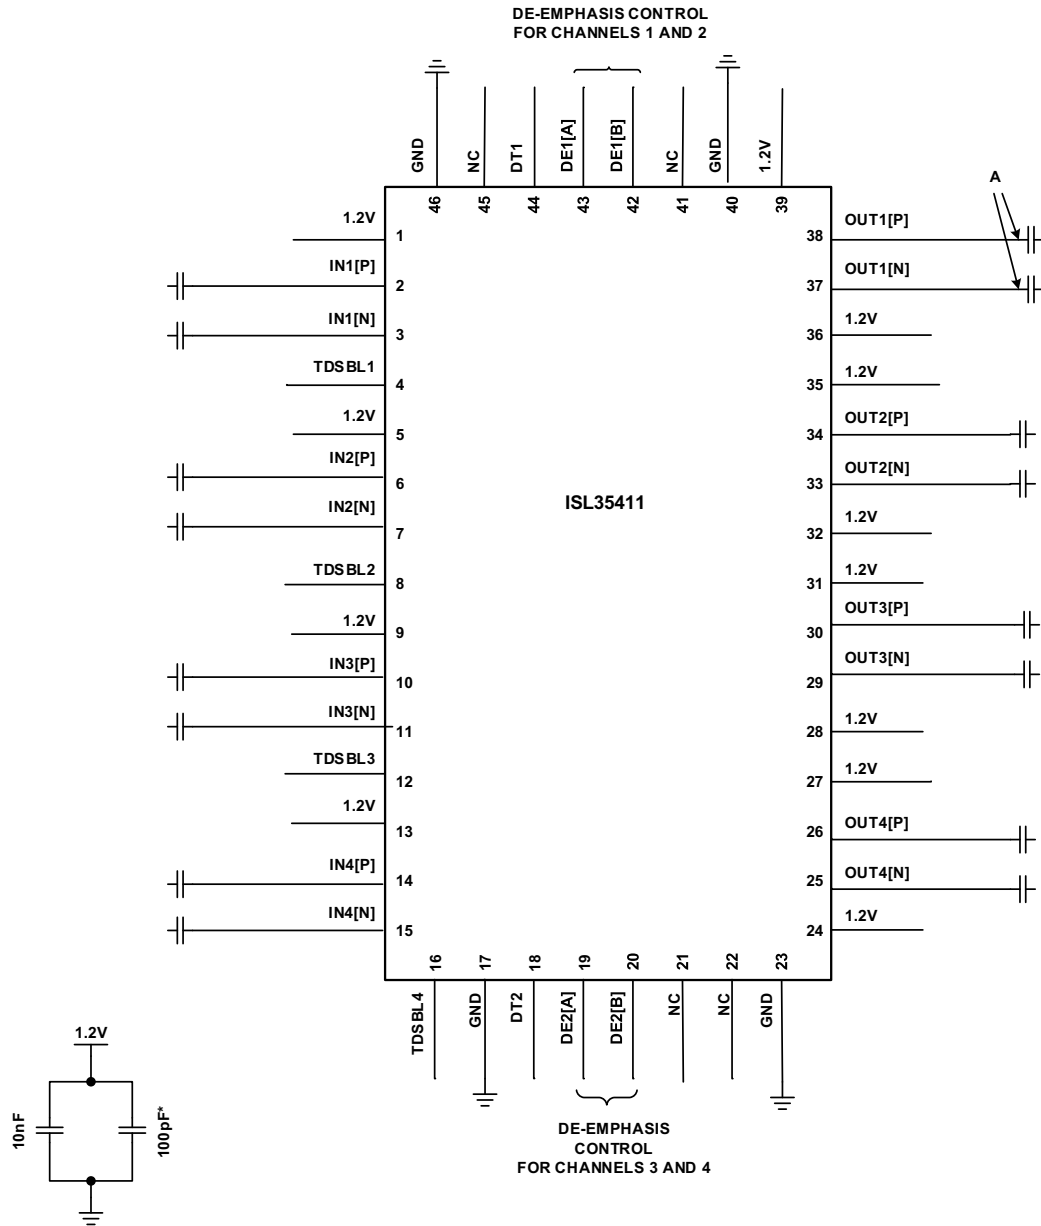 DE-EMPHASIS CONTROL
FOR CHANNELS 1 AND 2
GND
NC
DT1
DE1[A]
DE1[B]
NC
GND
1.2V
46
45
44
43
42
41
40
39
A
1.2V
1
IN1[P]
2
IN1[N]
3
TDSBL1
4
1.2V
5
IN2[P]
6
IN2[N]
7
TDSBL2
8
1.2V
9
IN3[P]
10
IN3[N]
11
TDSBL3
12
1.2V
13
IN4[P]
14
IN4[N]
15
ISL35411
38
OUT1[P]
37
OUT1[N]
36
1.2V
35
1.2V
34
OUT2[P]
33
OUT2[N]
32
1.2V
31
1.2V
30
OUT3[P]
29
OUT3[N]
28
1.2V
27
1.2V
26
OUT4[P]
25
OUT4[N]
24
1.2V
16
17
18
19
20
21
22
23
TDSBL4
GND
DT2
DE2[A]
DE2[B]
NC
NC
GND
DE-EMPHASIS
CONTROL
FOR CHANNELS 3 AND 4
1.2V
10nF
100pF*